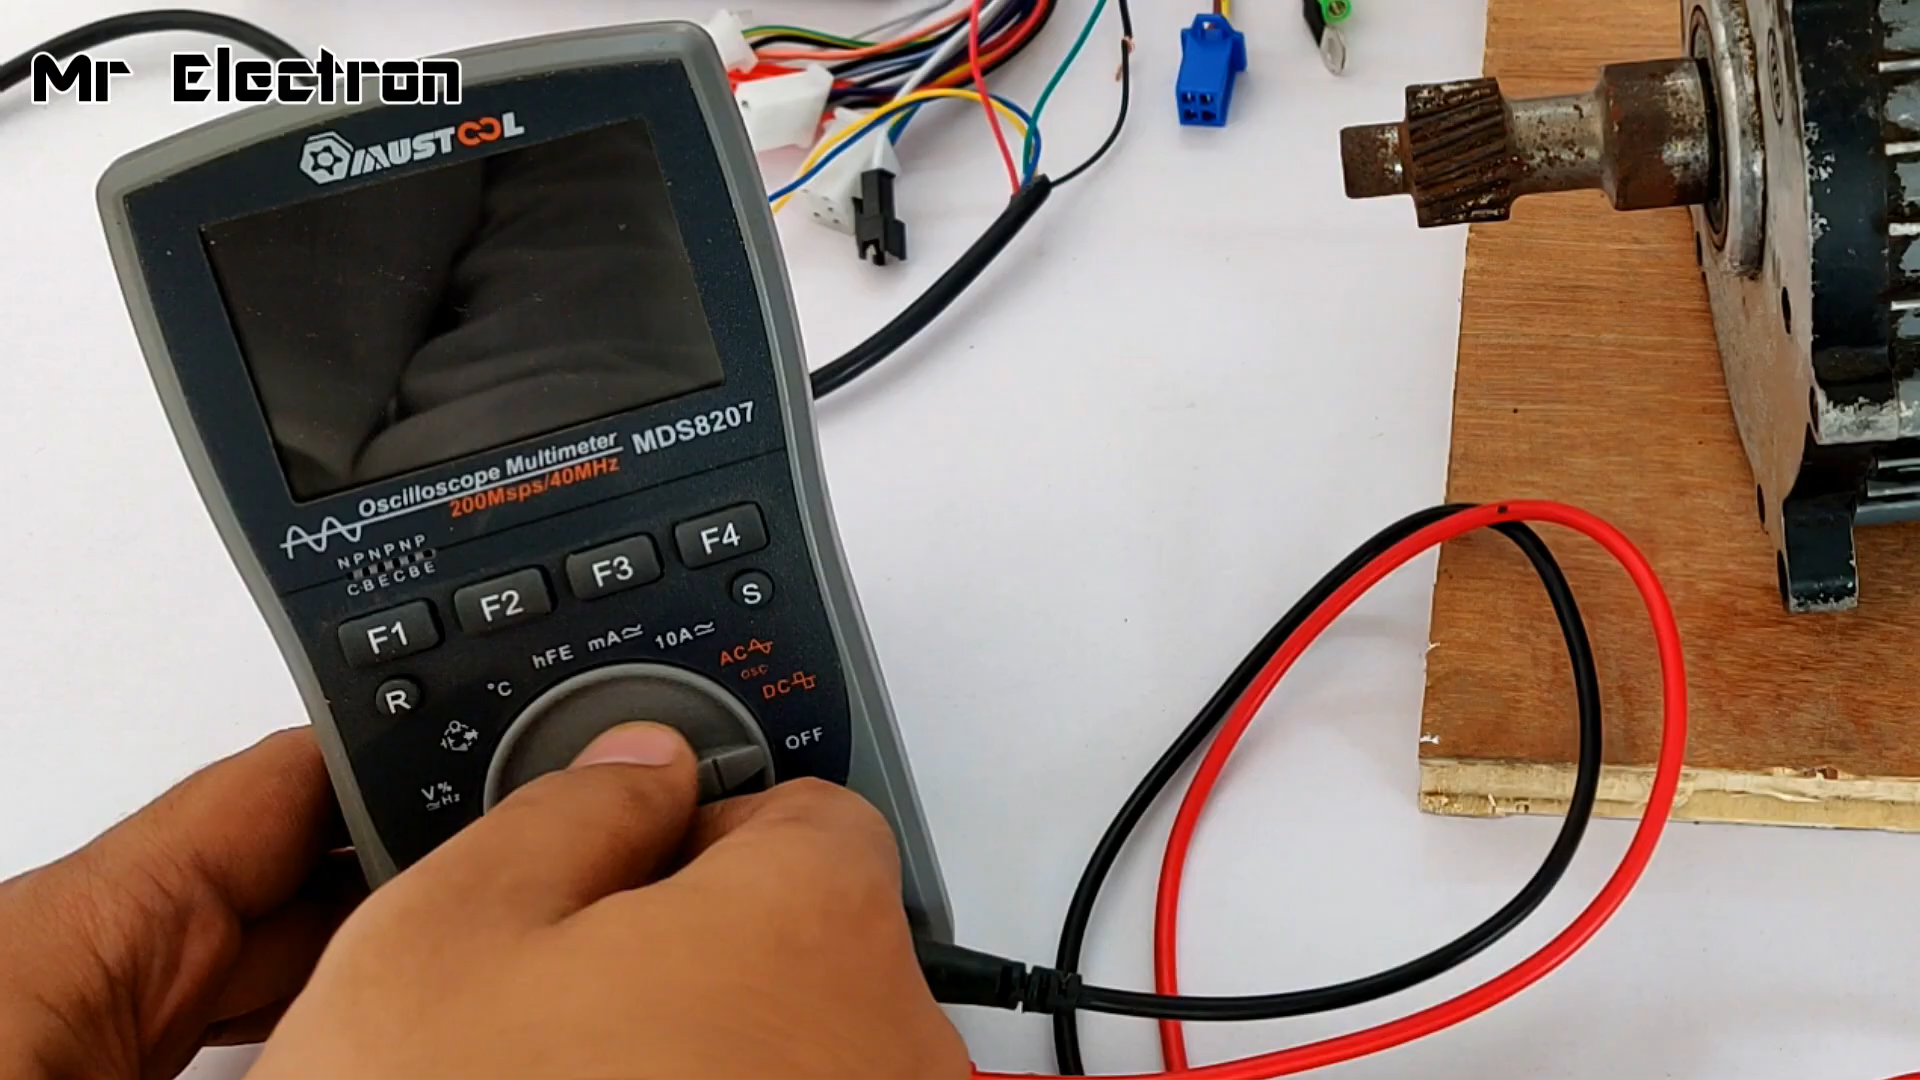 Mr Electron
MUSTOOL
Oscilloscope Multimeter MDS8207
200Msps/40MHz
NPNPNP
CBECBE
F1 F2 F3 F4
R S
°C hFE mA≂ 10A≂
AC
OSC
DC
OFF
V%
≂Hz